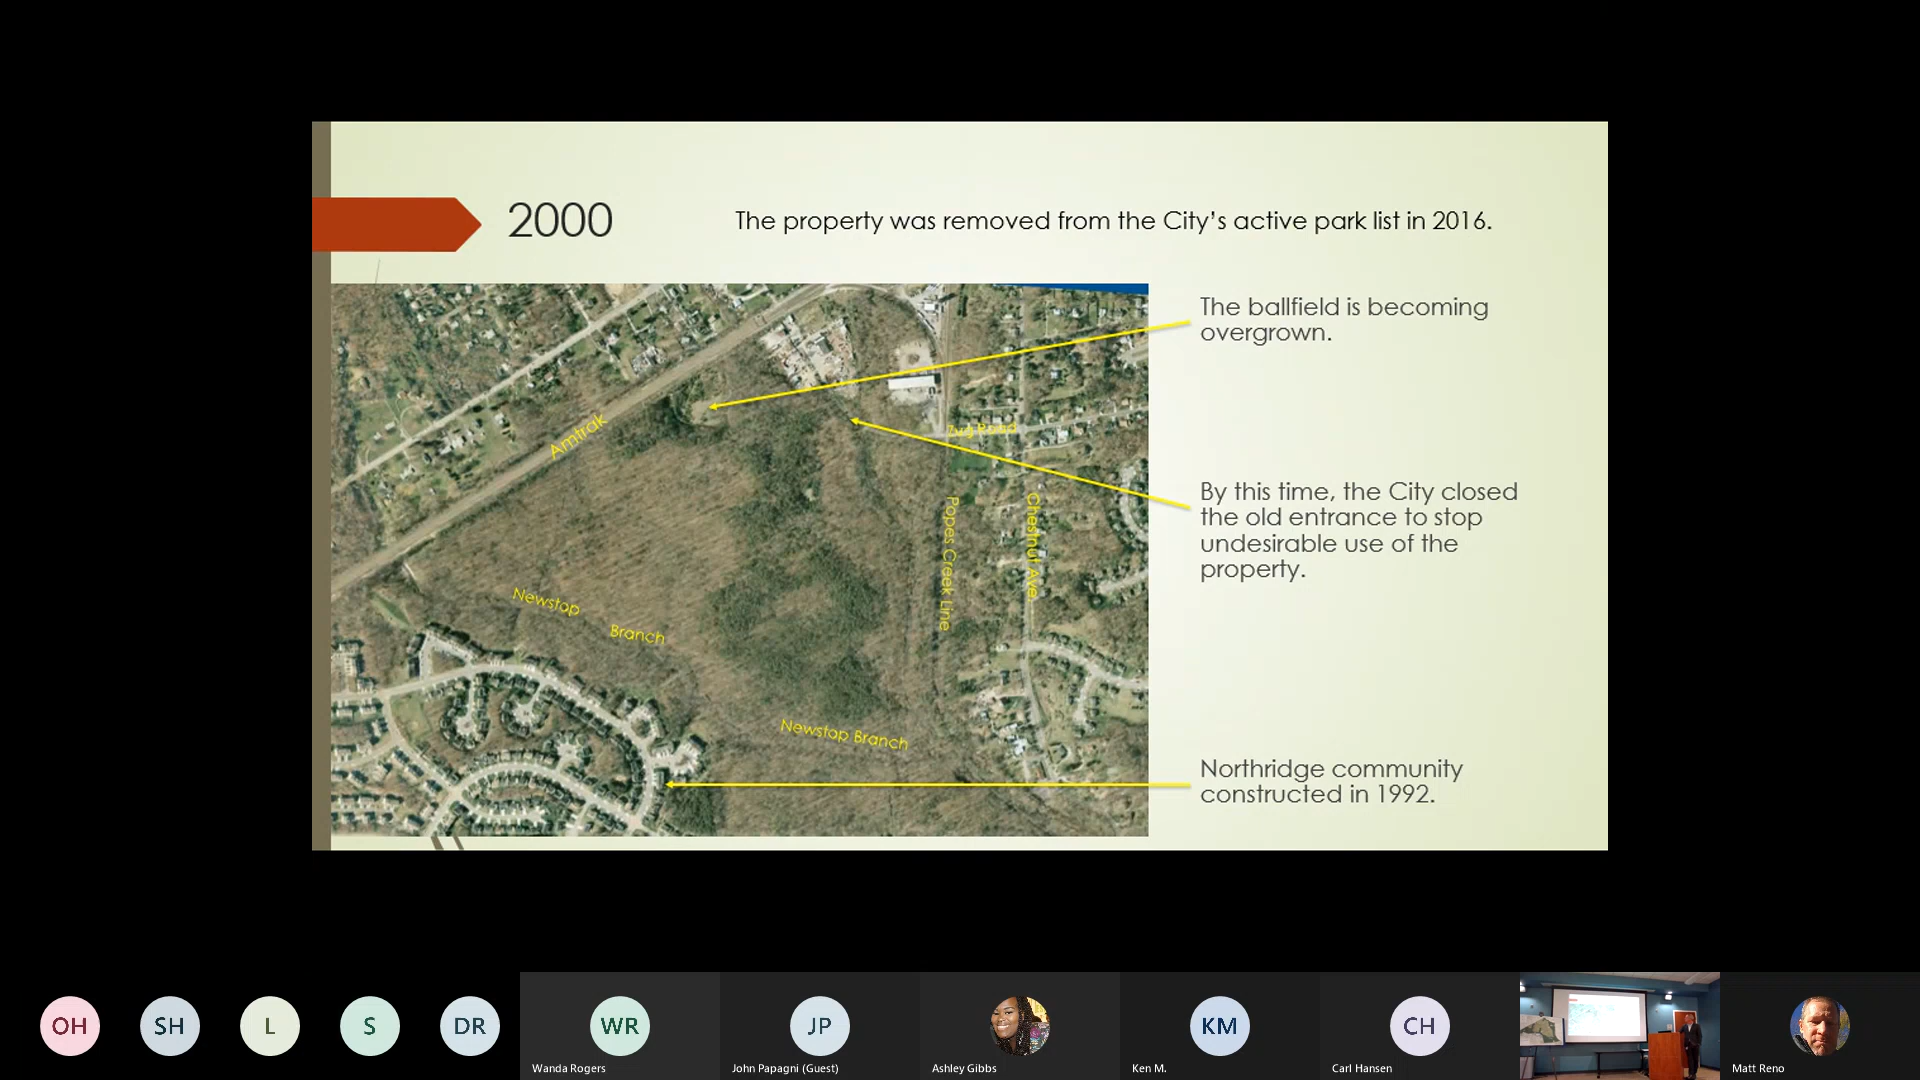 2000
The property was removed from the City's active park list in 2016.
The ballfield is becoming
overgrown.
Amtrak
Zug Road
By this time, the City closed
the old entrance to stop
undesirable use of the
property.
Popes Creek Line
Chestnut Ave.
Newstop
Branch
Newstop Branch
Northridge community
constructed in 1992.
OH
SH
L
S
DR
WR
JP
KM
CH
Wanda Rogers
John Papagni (Guest)
Ashley Gibbs
Ken M.
Carl Hansen
Matt Reno